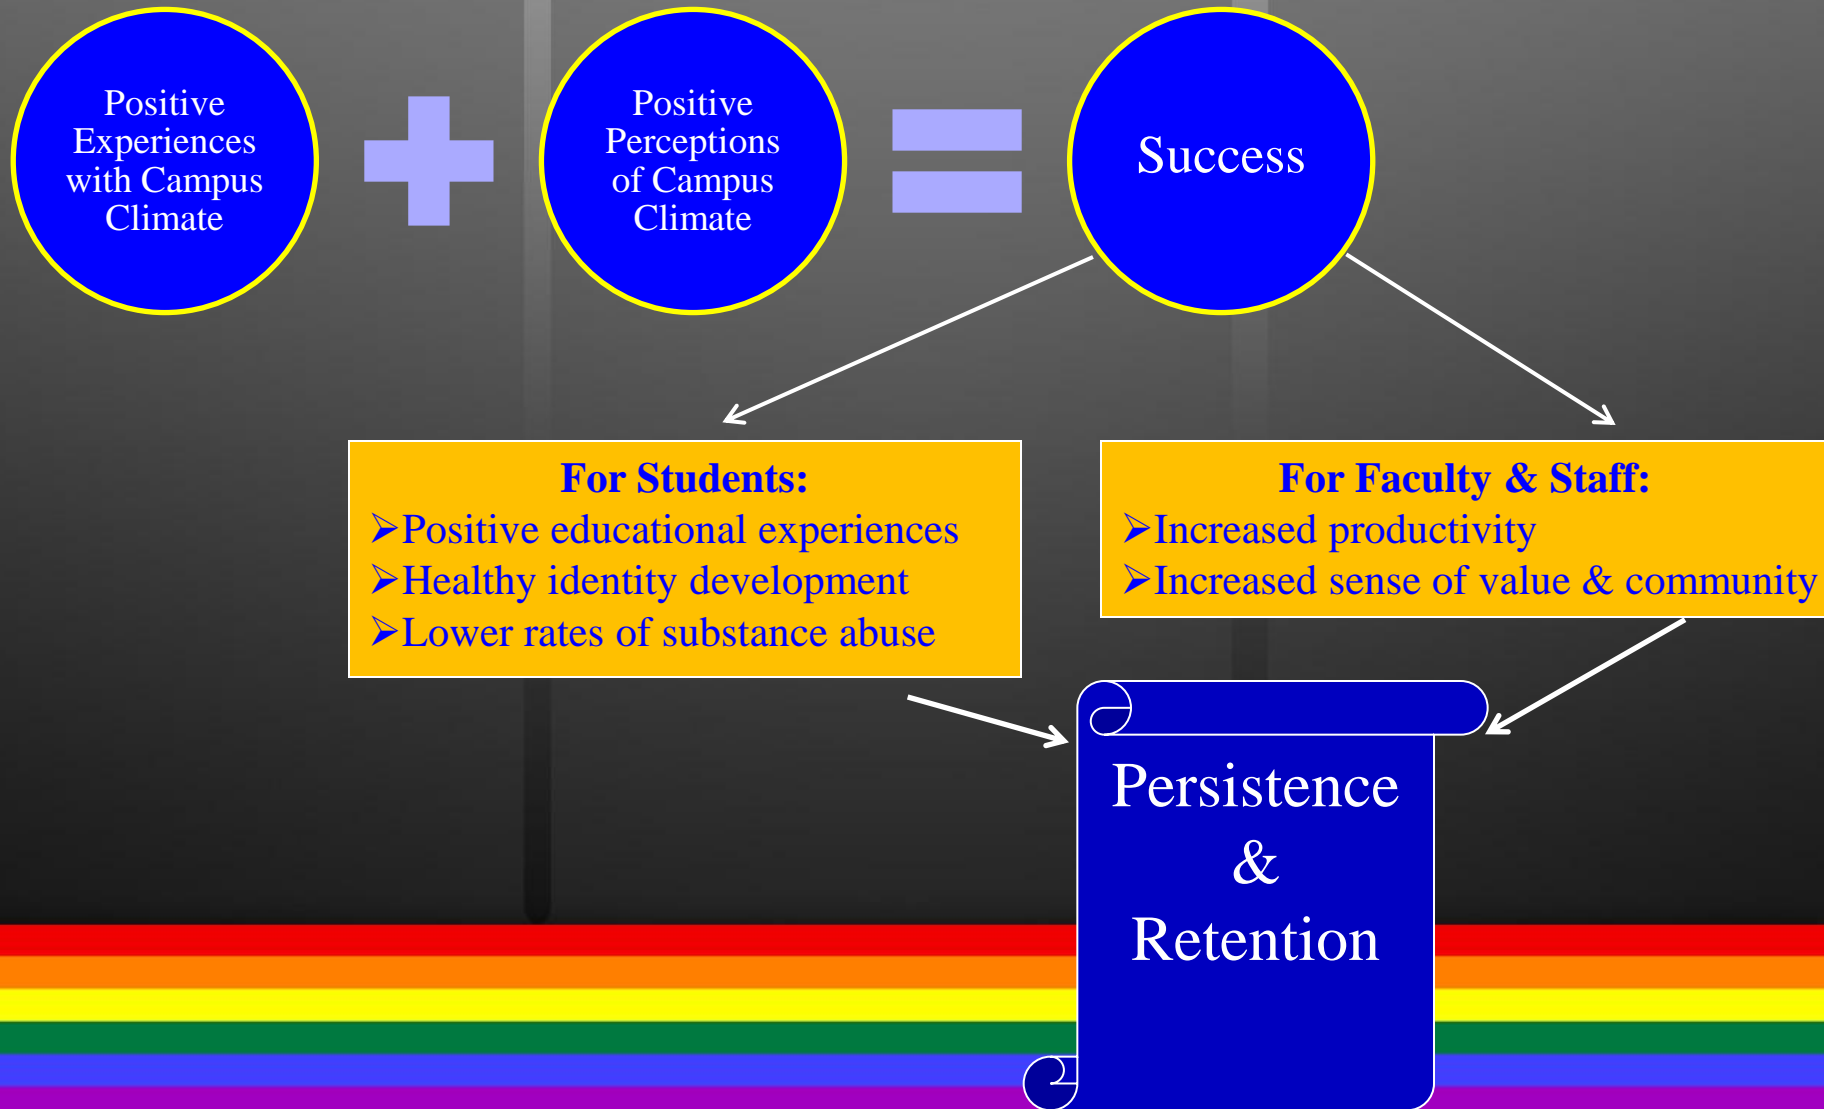 Positive
Experiences
with Campus
Climate
Positive
Perceptions
of Campus
Climate
Success
For Students:
➢Positive educational experiences
➢Healthy identity development
➢Lower rates of substance abuse
For Faculty & Staff:
➢Increased productivity
➢Increased sense of value & community
Persistence
&
Retention